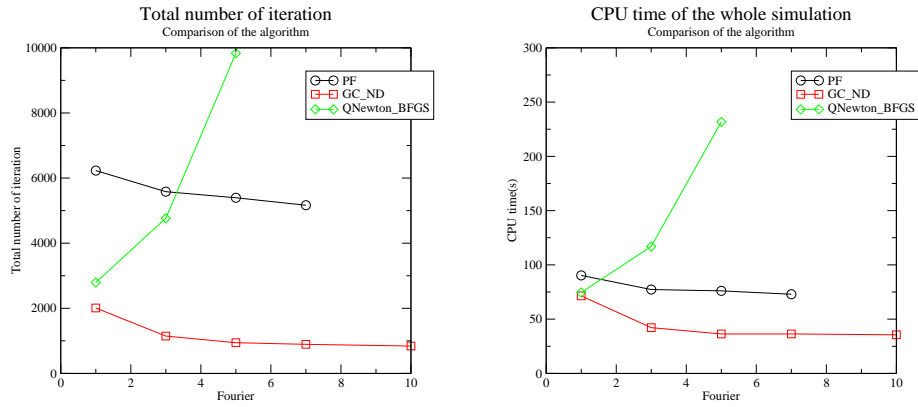 Total number of iteration
Comparison of the algorithm
10000
8000
6000
4000
2000
0
Total number of iteration
0 2 4 6 8 10
Fourier
PF
GC_ND
QNewton_BFGS
CPU time of the whole simulation
Comparison of the algorithm
300
250
200
150
100
50
0
CPU time(s)
0 2 4 6 8 10
Fourier
PF
GC_ND
QNewton_BFGS